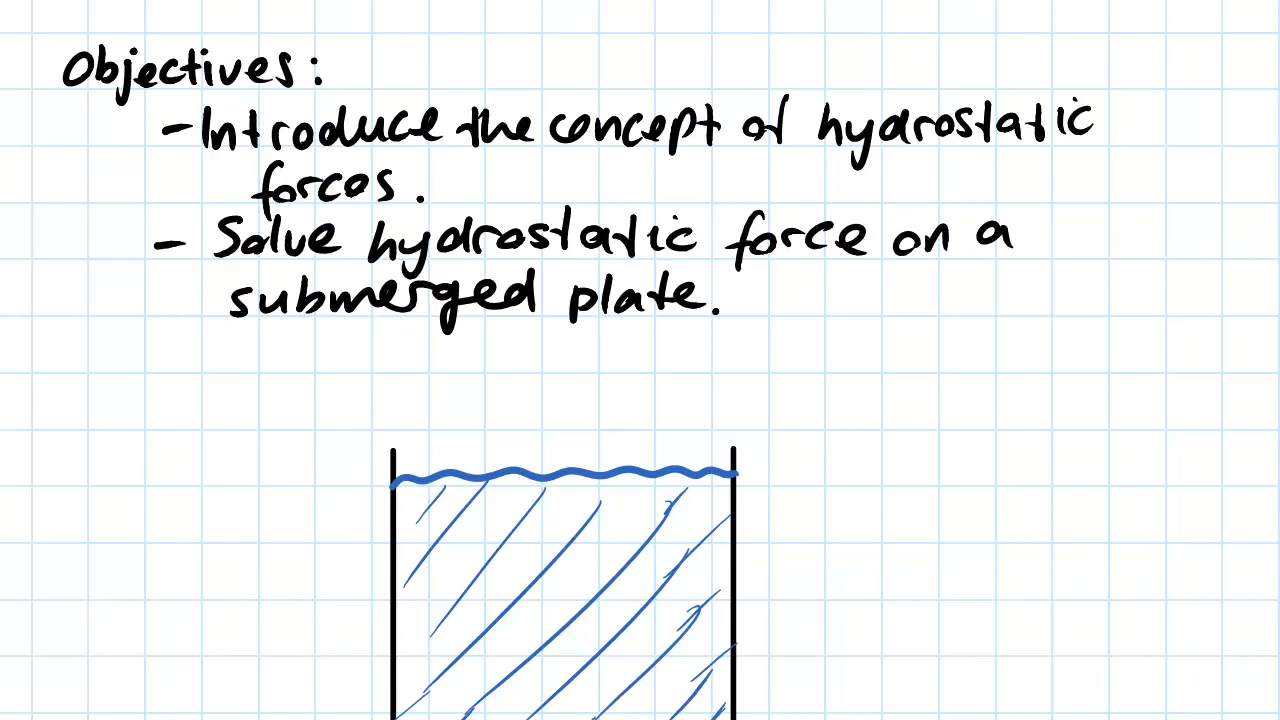 Objectives:
- Introduce the concept of hydrostatic
forces.
- Solve hydrostatic force on a
submerged plate.